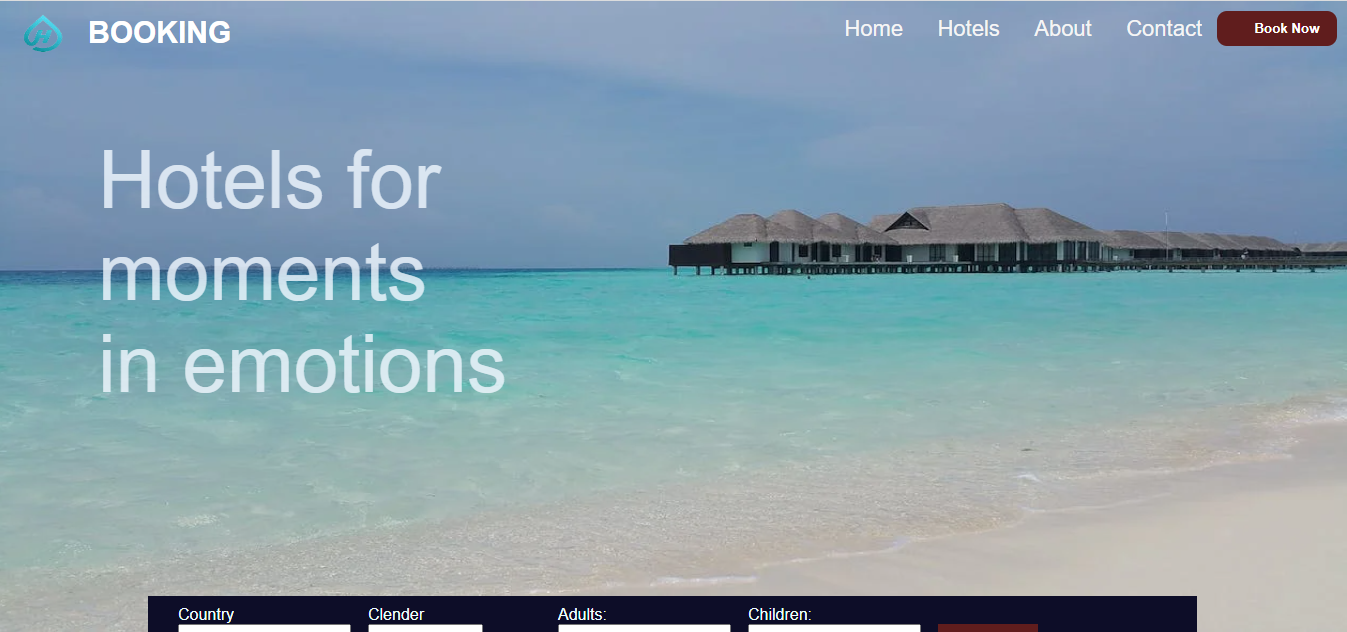 BOOKING
Home Hotels About Contact Book Now
Hotels for
moments
in emotions
Country Clender Adults: Children: